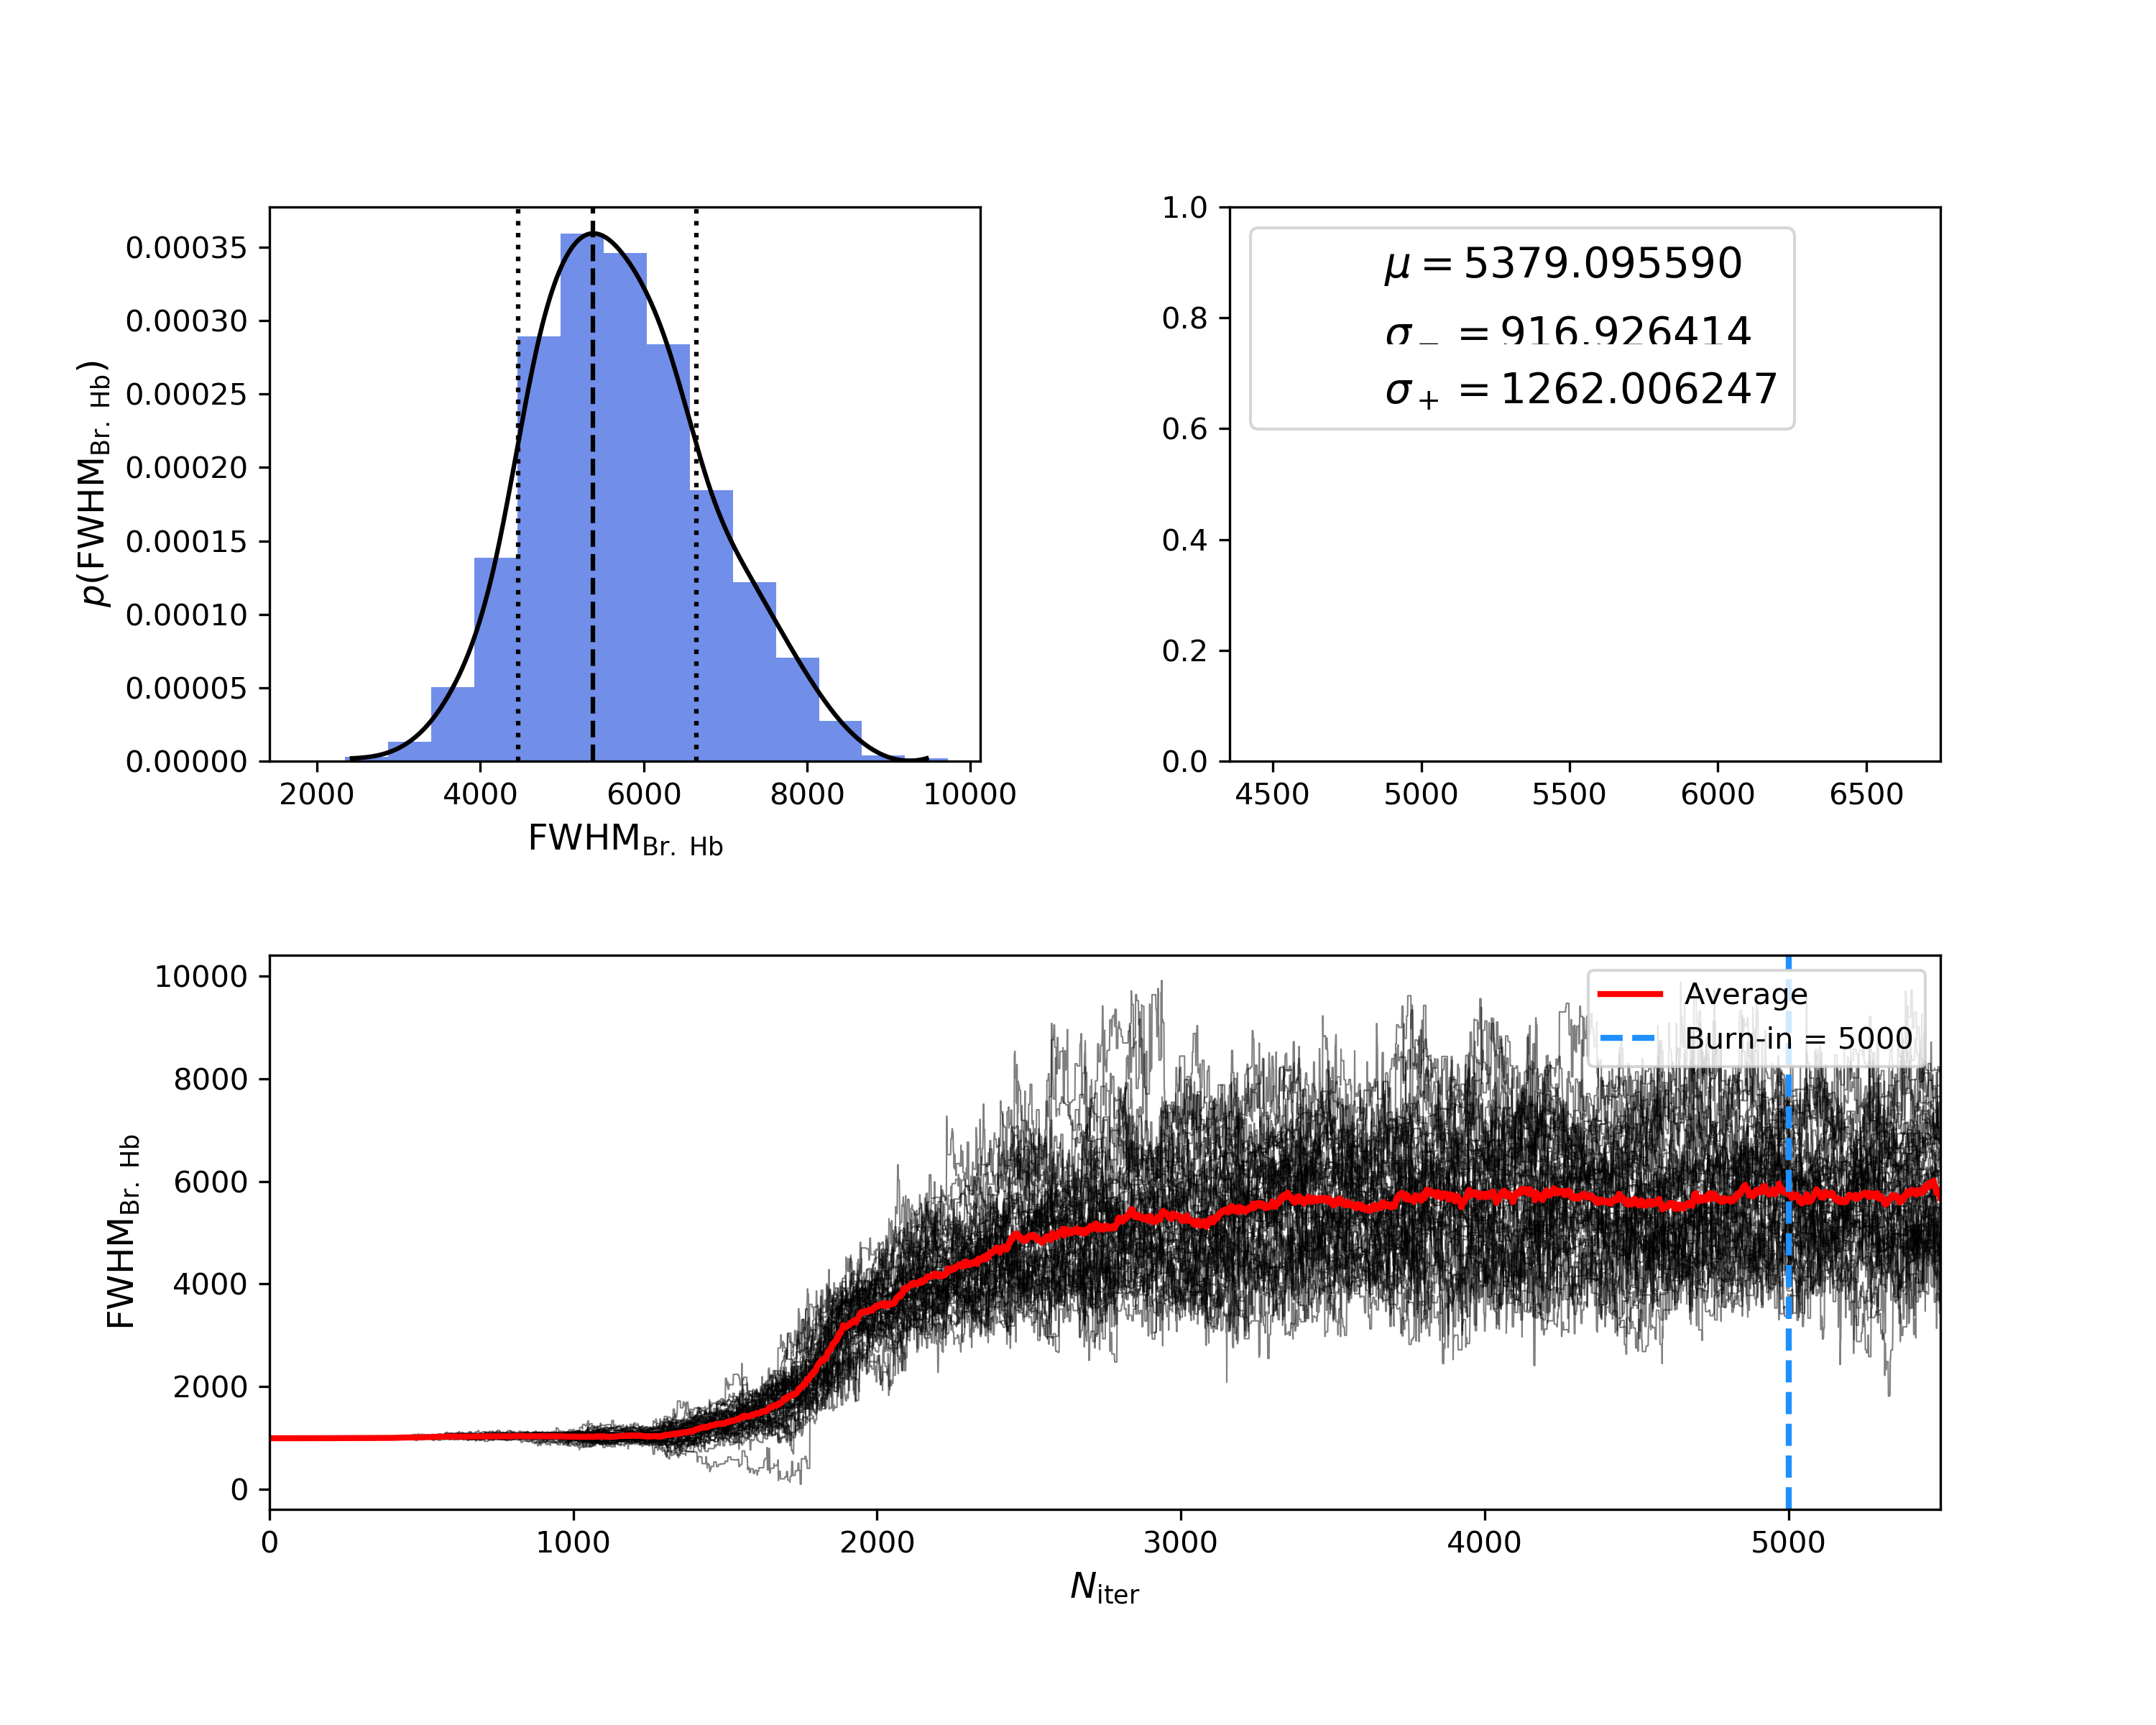 0.00035
0.00030
0.00025
0.00020
0.00015
0.00010
0.00005
0.00000
p(FWHM_Br. Hb)
2000 4000 6000 8000 10000
FWHM_Br. Hb
1.0
0.8
0.6
0.4
0.2
0.0
μ = 5379.095590
σ_− = 916.926414
σ_+ = 1262.006247
4500 5000 5500 6000 6500
10000
8000
6000
4000
2000
0
FWHM_Br. Hb
Average
Burn-in = 5000
0 1000 2000 3000 4000 5000
N_iter